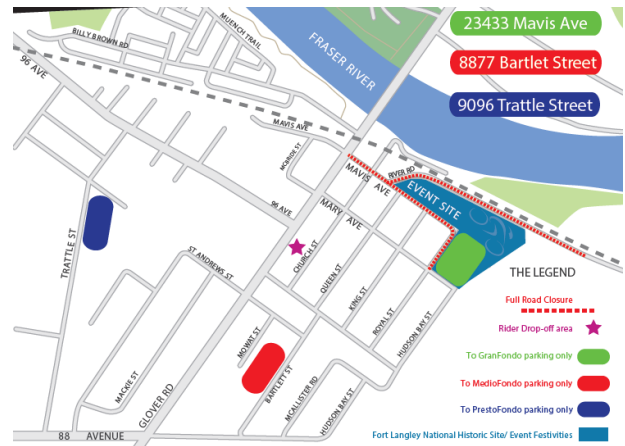 23433 Mavis Ave
8877 Bartlet Street
9096 Trattle Street
BILLY BROWN RD
MUENCH TRAIL
FRASER RIVER
96 AVE
MAVIS AVE
MCBRIDE ST
RIVER RD
MAVIS AVE
EVENT SITE
96 AVE
MARY AVE
TRATTLE ST
ST ANDREWS ST
CHURCH ST
QUEEN ST
KING ST
ROYAL ST
HUDSON BAY ST
MOWAT ST
BARTLETT ST
MCALLISTER RD
HUDSON BAY ST
MACKIE ST
GLOVER RD
88 AVENUE
THE LEGEND
Full Road Closure
Rider Drop-off area
To GranFondo parking only
To MedioFondo parking only
To PrestoFondo parking only
Fort Langley National Historic Site/ Event Festivities